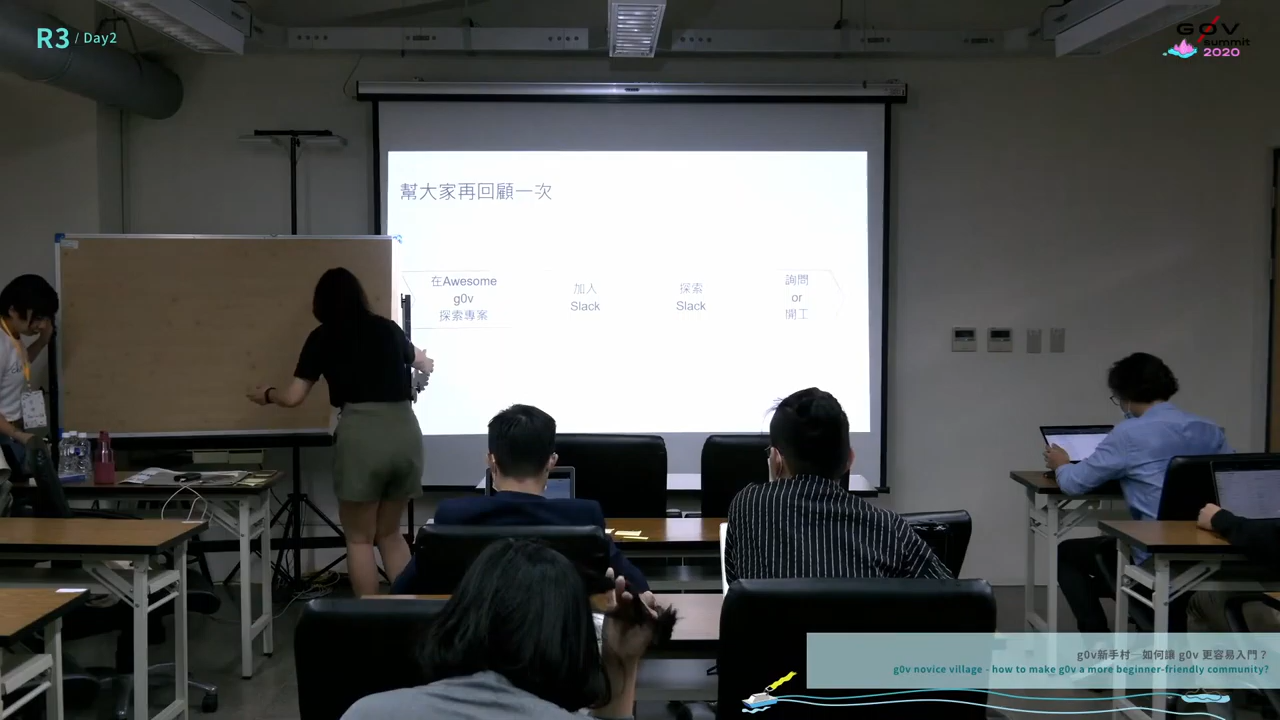 R3 / Day2
G0V
summit
2020
幫大家再回顧一次
在Awesome
g0v
探索專案
加入
Slack
探索
Slack
詢問
or
開工
g0v新手村—如何讓 g0v 更容易入門？
g0v novice village - how to make g0v a more beginner-friendly community?